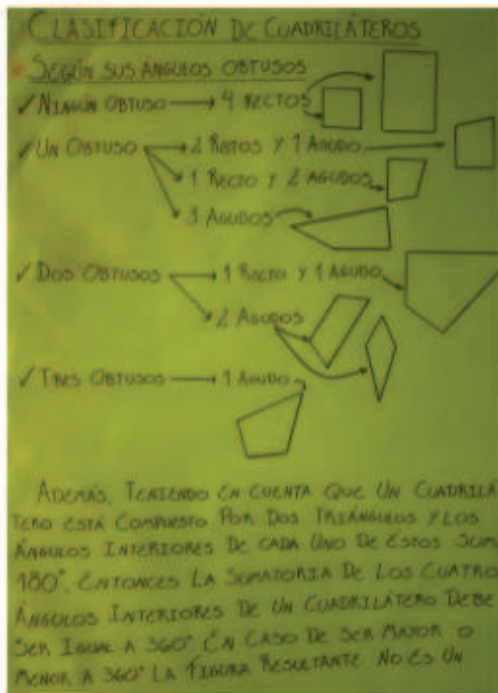 CLASIFICACIÓN DE CUADRILÁTEROS
SEGÚN SUS ÁNGULOS OBTUSOS
✓ NINGÚN OBTUSO → 4 RECTOS
✓ UN OBTUSO → 2 RECTOS Y 1 AGUDO
→ 1 RECTO Y 2 AGUDOS
→ 3 AGUDOS
✓ DOS OBTUSOS → 1 RECTO Y 1 AGUDO
→ 2 AGUDOS
✓ TRES OBTUSOS → 1 AGUDO
ADEMÁS, TENIENDO EN CUENTA QUE UN CUADRILÁ
TERO ESTÁ COMPUESTO POR DOS TRIÁNGULOS Y LOS
ÁNGULOS INTERIORES DE CADA UNO DE ESTOS SUM
180°, ENTONCES LA SUMATORIA DE LOS CUATRO
ÁNGULOS INTERIORES DE UN CUADRILÁTERO DEBE
SER IGUAL A 360° EN CASO DE SER MAYOR O
MENOR A 360° LA FIGURA RESULTANTE NO ES UN